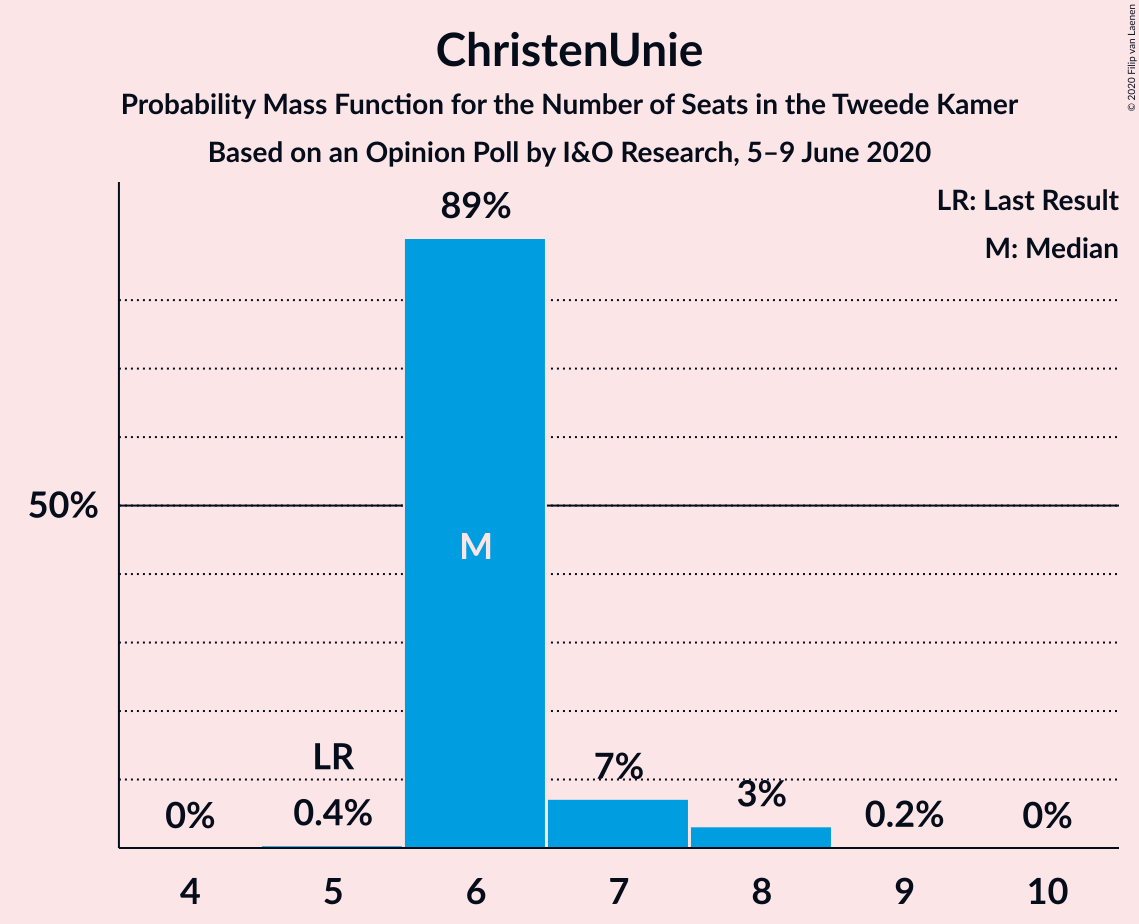 ChristenUnie
Probability Mass Function for the Number of Seats in the Tweede Kamer
Based on an Opinion Poll by I&O Research, 5–9 June 2020
© 2020 Filip van Laenen
LR: Last Result
M: Median
89%
50%
M
LR
7%
3%
0%
0.4%
0.2%
0%
4 5 6 7 8 9 10